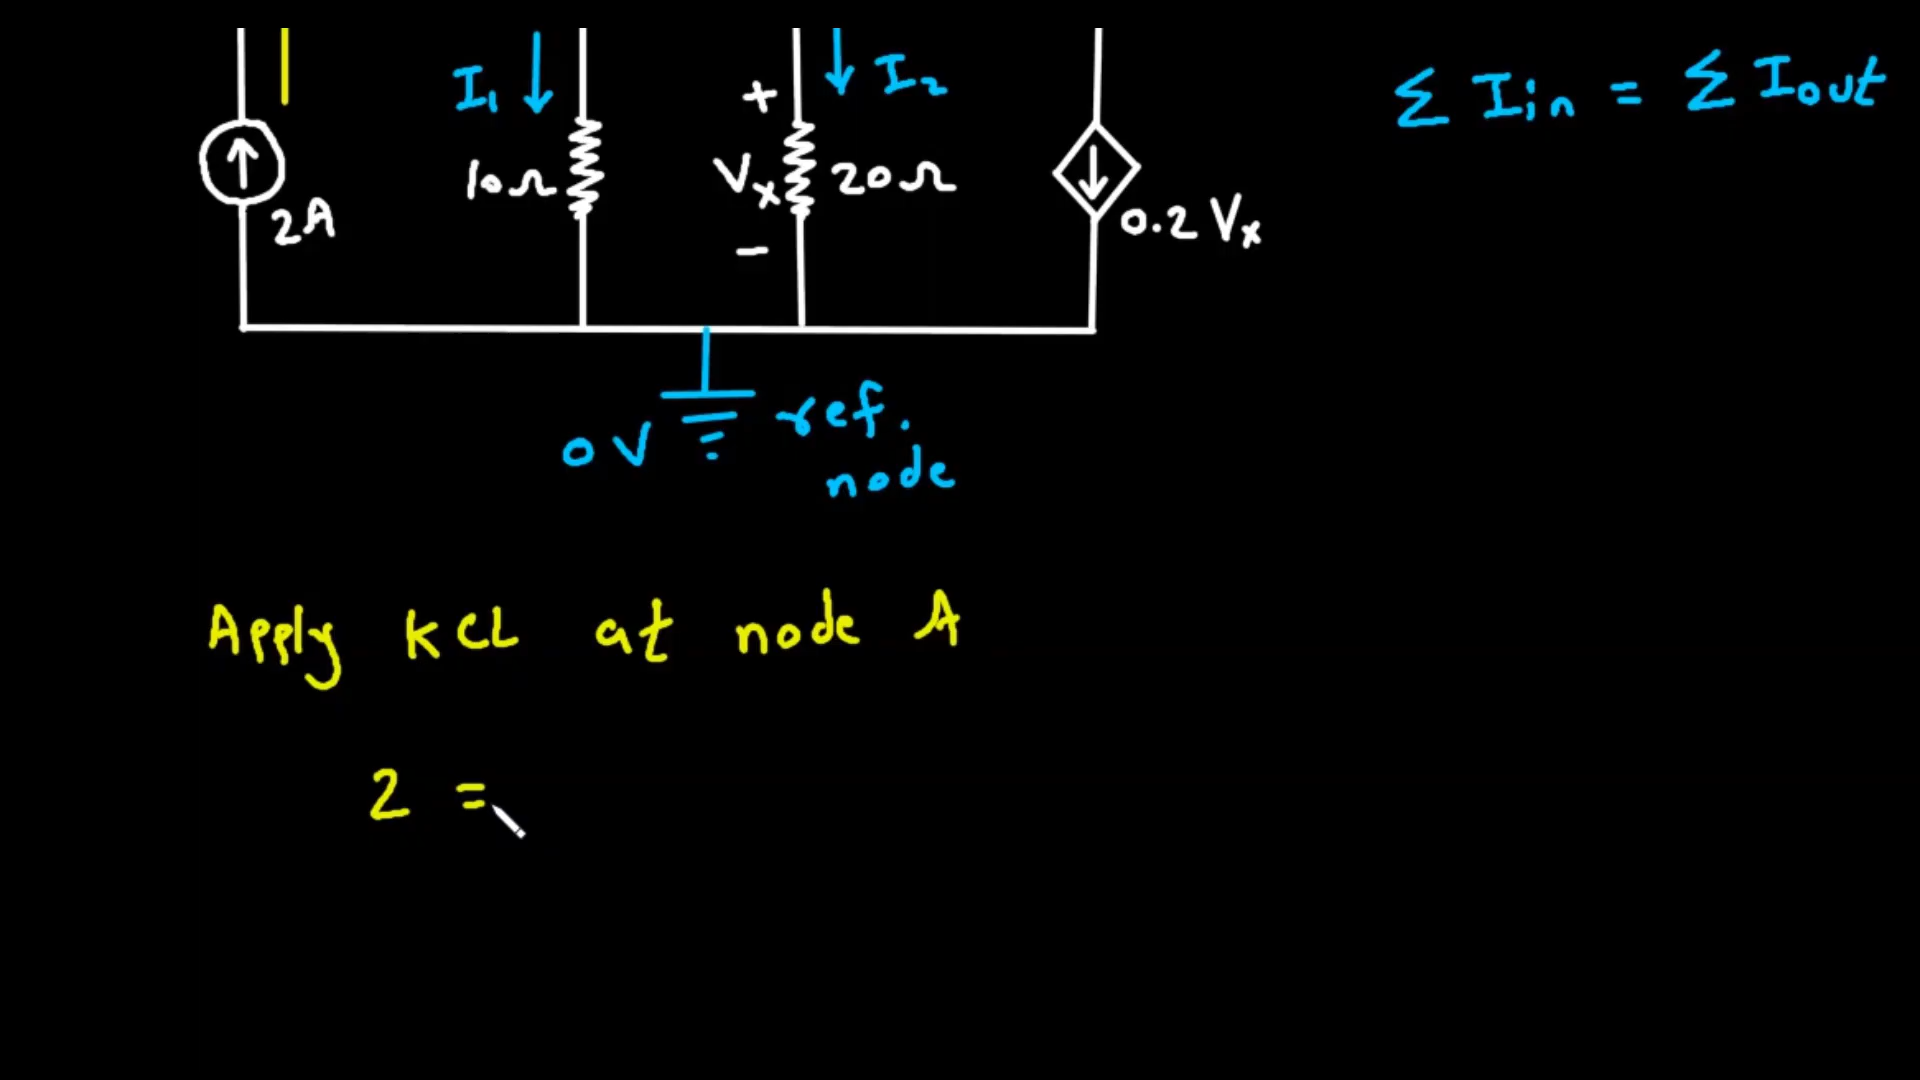 I₁
I₂
Σ Iin = Σ Iout
+
10Ω
Vx
20Ω
2A
-
0.2 Vx
0V
ref.
node
Apply KCL at node A
2 =